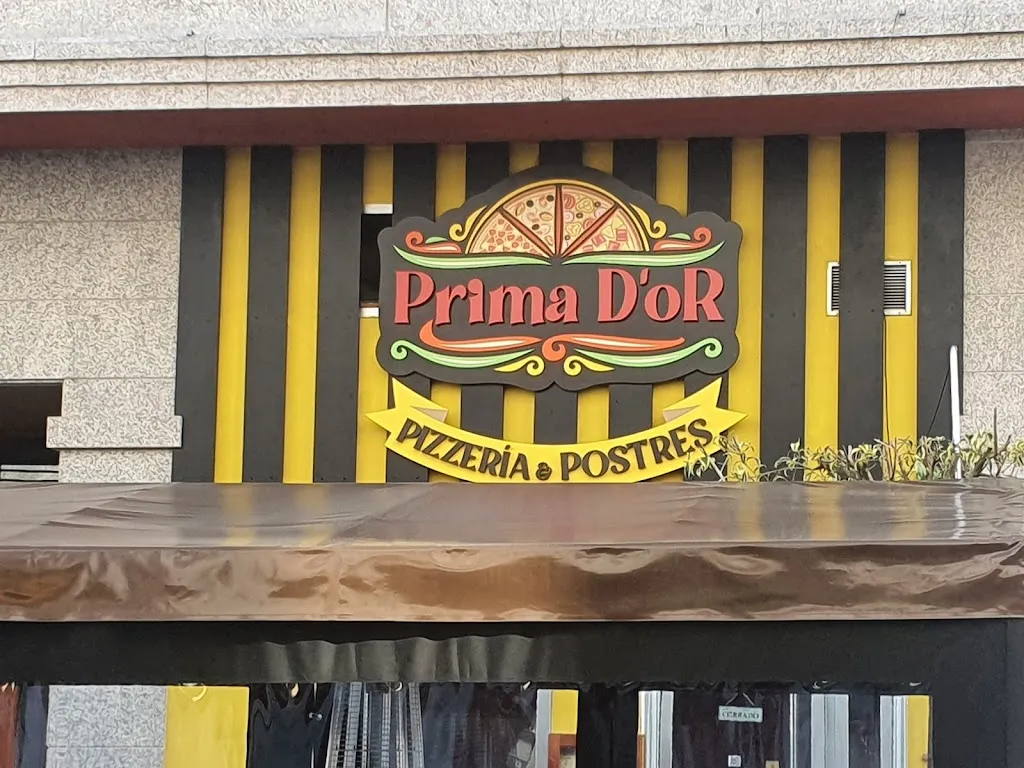 Prima D'oR
PIZZERÍA & POSTRES
CERRADO